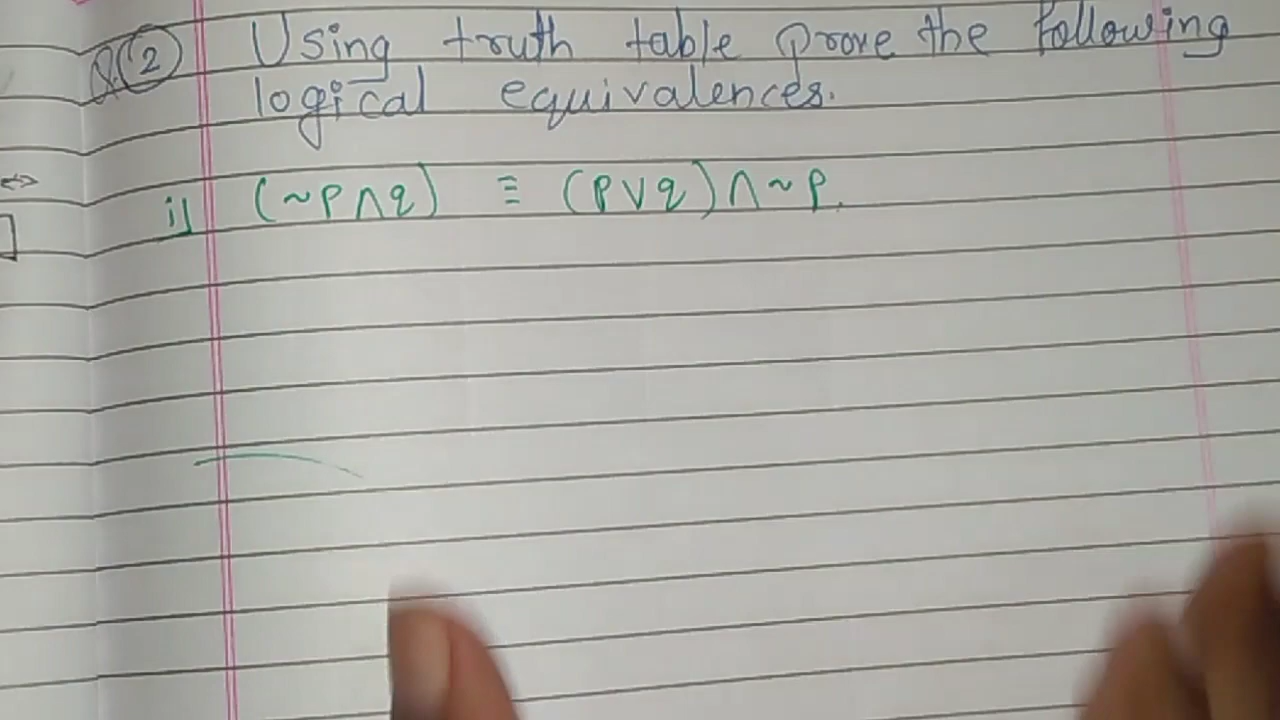 Q(2) Using truth table prove the following
logical equivalences.
↔
i] (~p∧q) ≡ (p∨q)∧~p.